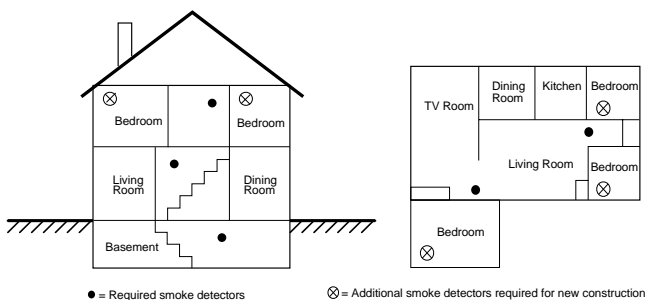 Bedroom
Bedroom
Living
Room
Dining
Room
Basement
TV Room
Dining
Room
Kitchen
Bedroom
Living Room
Bedroom
Bedroom
= Required smoke detectors
= Additional smoke detectors required for new construction